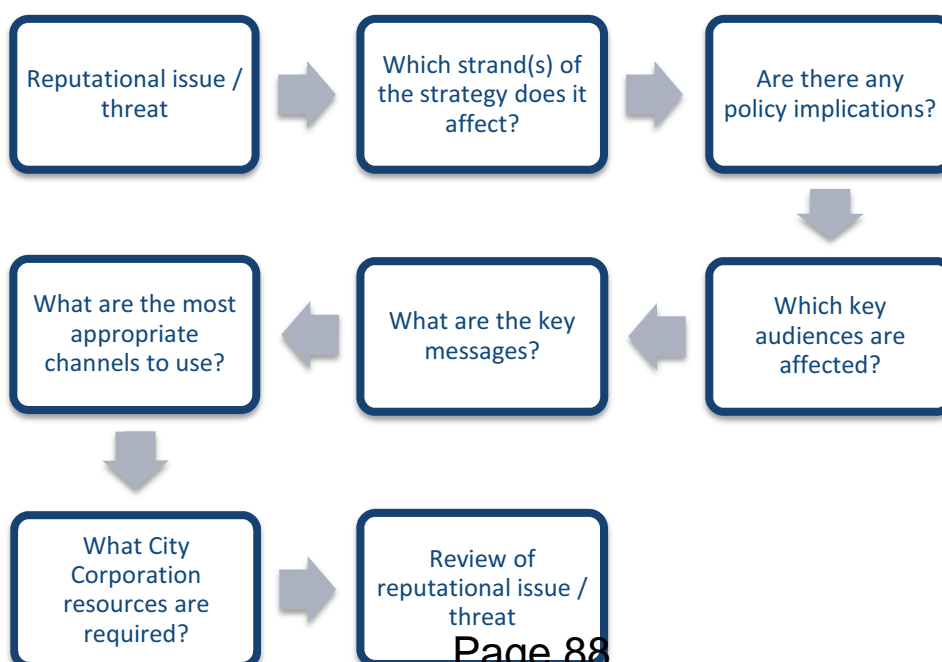 Reputational issue /
threat
Which strand(s) of
the strategy does it
affect?
Are there any
policy implications?
Which key
audiences are
affected?
What are the key
messages?
What are the most
appropriate
channels to use?
What City
Corporation
resources are
required?
Review of
reputational issue /
threat
Page 88